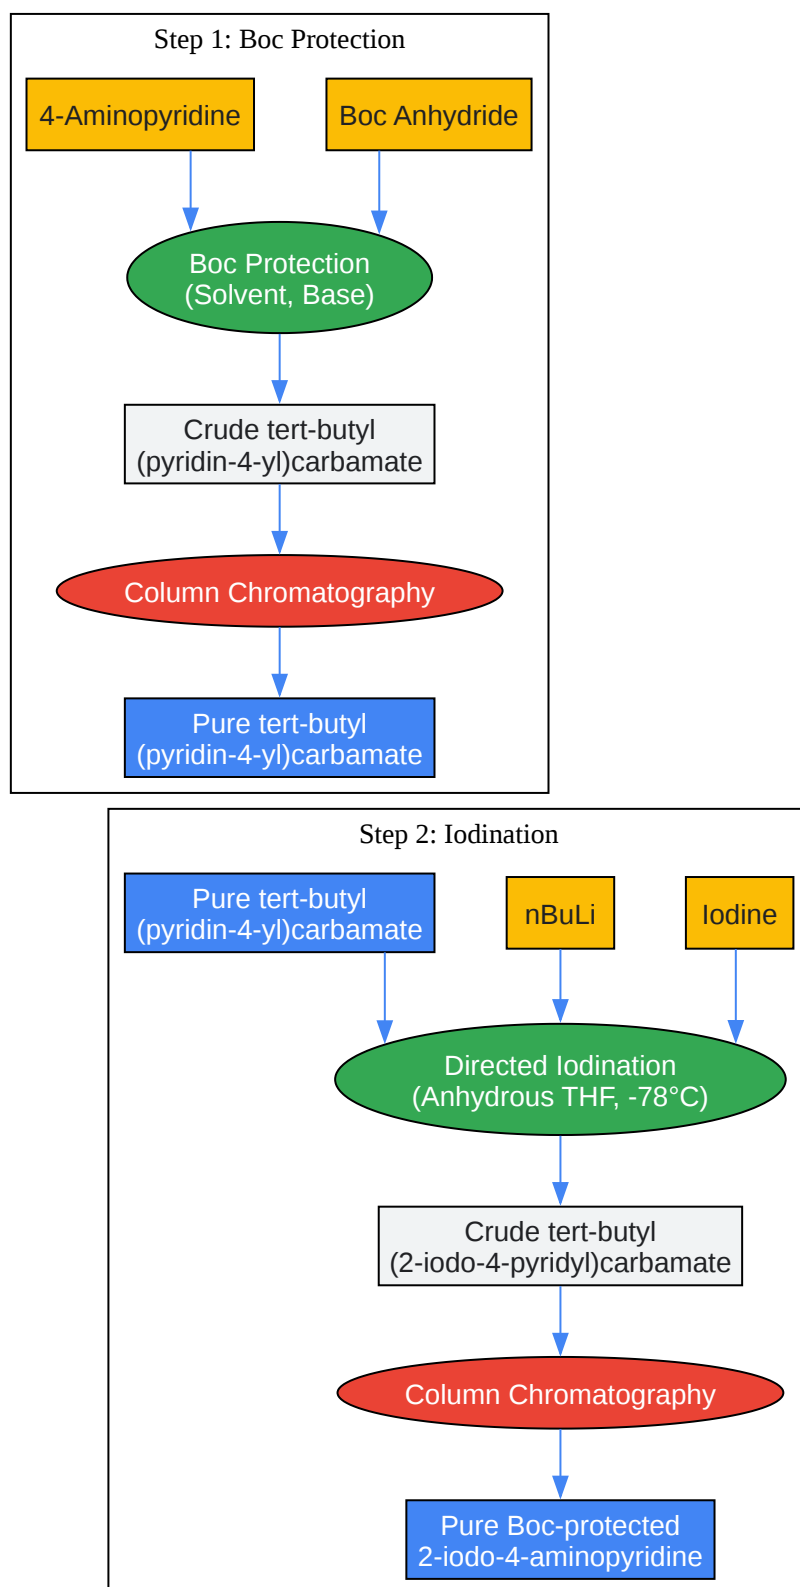 Step 1: Boc Protection
4-Aminopyridine
Boc Anhydride
Boc Protection
(Solvent, Base)
Crude tert-butyl
(pyridin-4-yl)carbamate
Column Chromatography
Pure tert-butyl
(pyridin-4-yl)carbamate
Step 2: Iodination
Pure tert-butyl
(pyridin-4-yl)carbamate
nBuLi
Iodine
Directed Iodination
(Anhydrous THF, -78°C)
Crude tert-butyl
(2-iodo-4-pyridyl)carbamate
Column Chromatography
Pure Boc-protected
2-iodo-4-aminopyridine